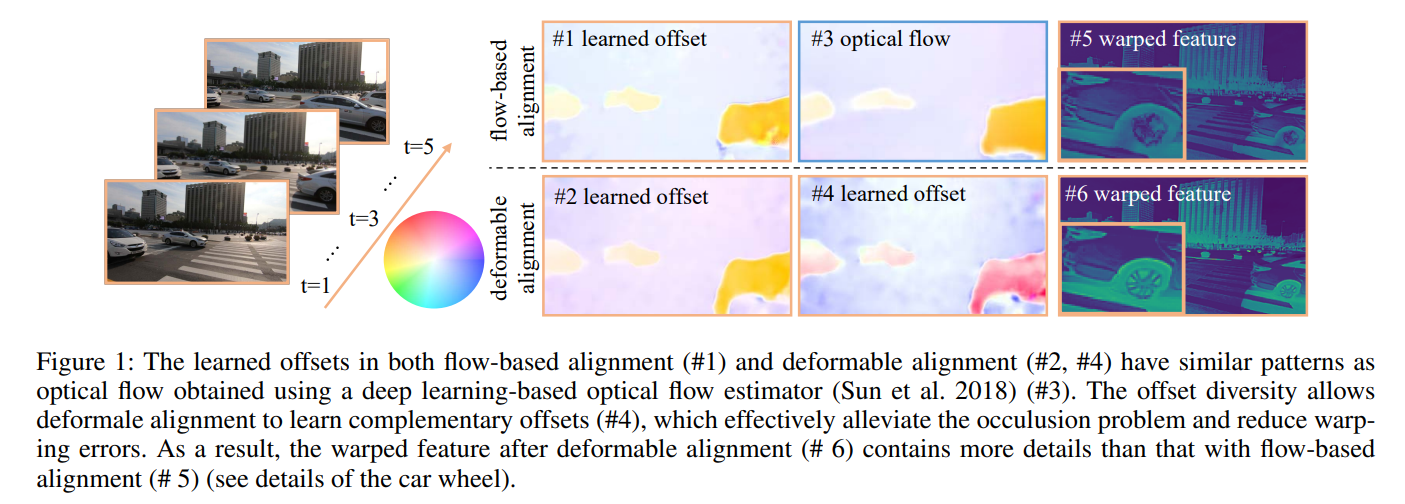 t=1
t=3
t=5
flow-based
alignment
deformable
alignment
#1 learned offset
#3 optical flow
#5 warped feature
#2 learned offset
#4 learned offset
#6 warped feature
Figure 1: The learned offsets in both flow-based alignment (#1) and deformable alignment (#2, #4) have similar patterns as
optical flow obtained using a deep learning-based optical flow estimator (Sun et al. 2018) (#3). The offset diversity allows
deformale alignment to learn complementary offsets (#4), which effectively alleviate the occulusion problem and reduce warp-
ing errors. As a result, the warped feature after deformable alignment (# 6) contains more details than that with flow-based
alignment (# 5) (see details of the car wheel).